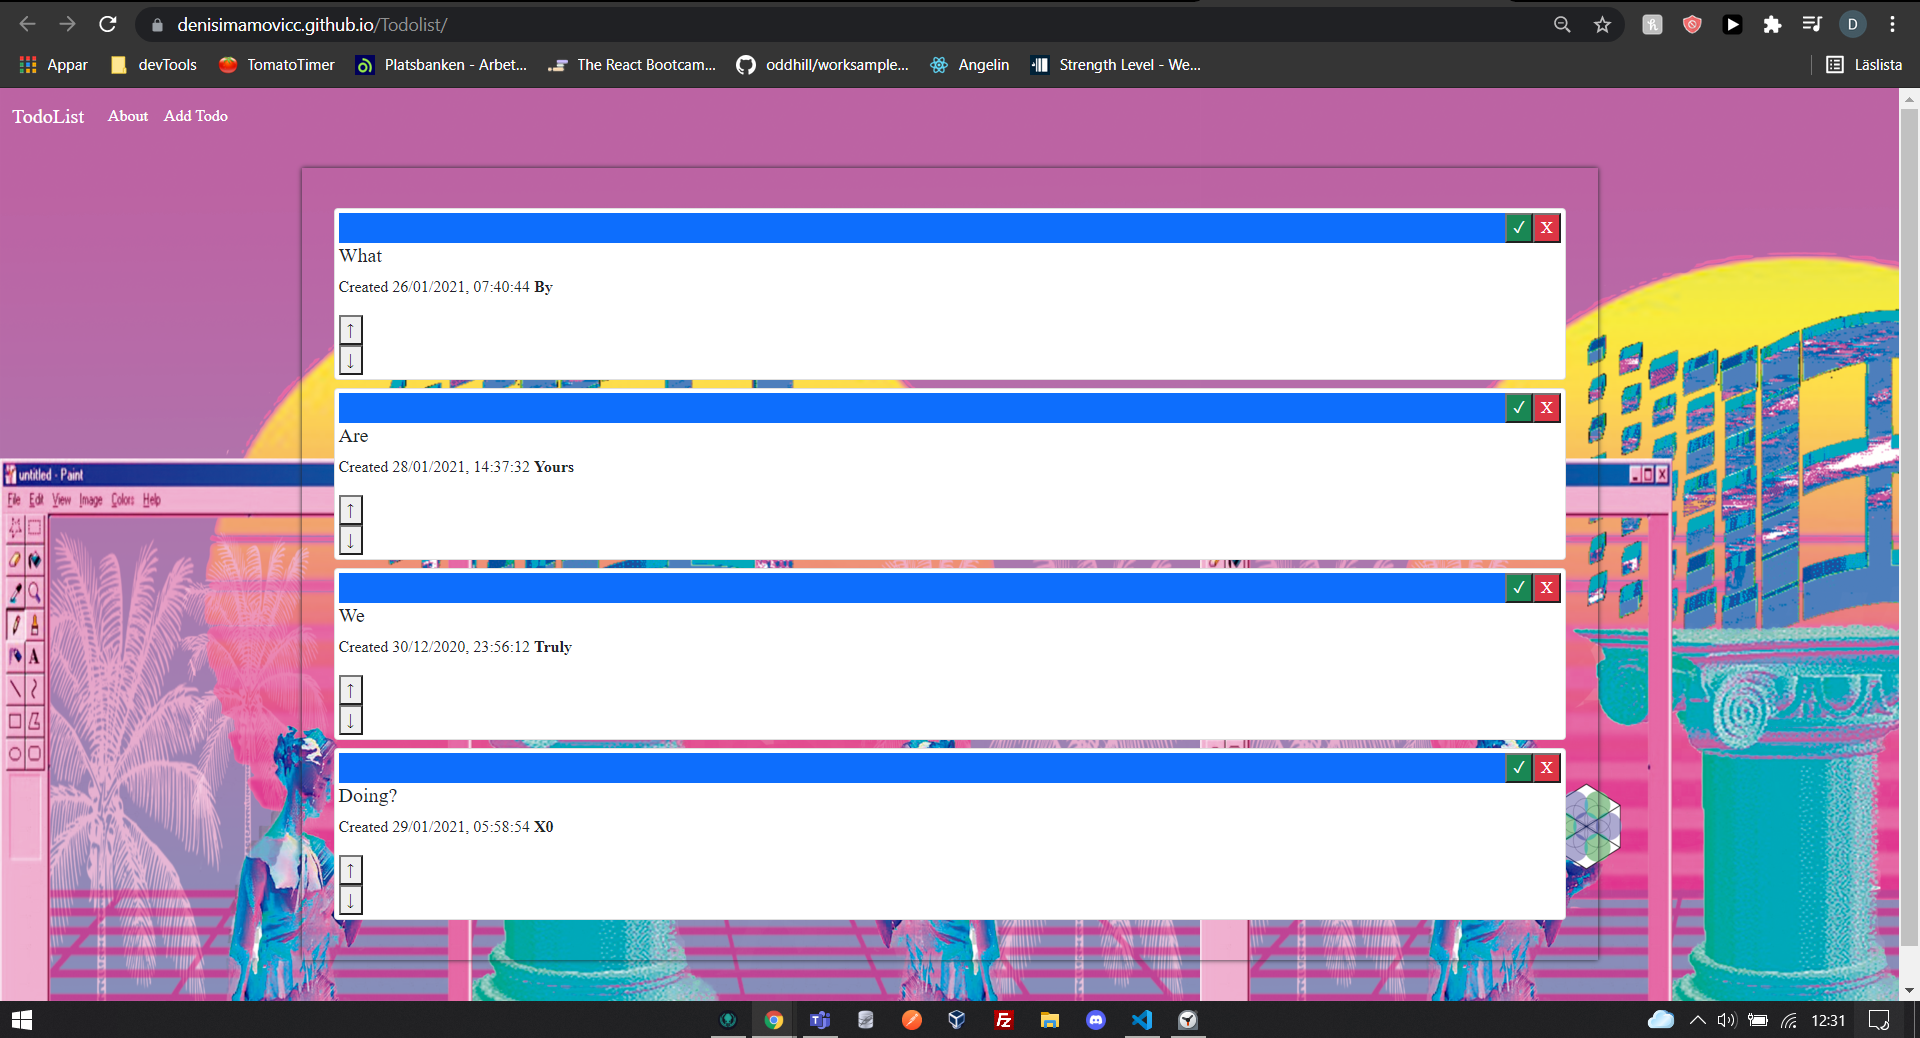 denisimamovicc.github.io/Todolist/
D
Appar
devTools
TomatoTimer
Platsbanken - Arbet...
The React Bootcam...
oddhill/worksample...
Angelin
Strength Level - We...
Läslista
TodoList
About
Add Todo
✓ X
What
Created 26/01/2021, 07:40:44 By
↑
↓
✓ X
Are
Created 28/01/2021, 14:37:32 Yours
↑
↓
untitled - Paint
File Edit View Image Colors Help
A
✓ X
We
Created 30/12/2020, 23:56:12 Truly
↑
↓
✓ X
Doing?
Created 29/01/2021, 05:58:54 X0
↑
↓
12:31